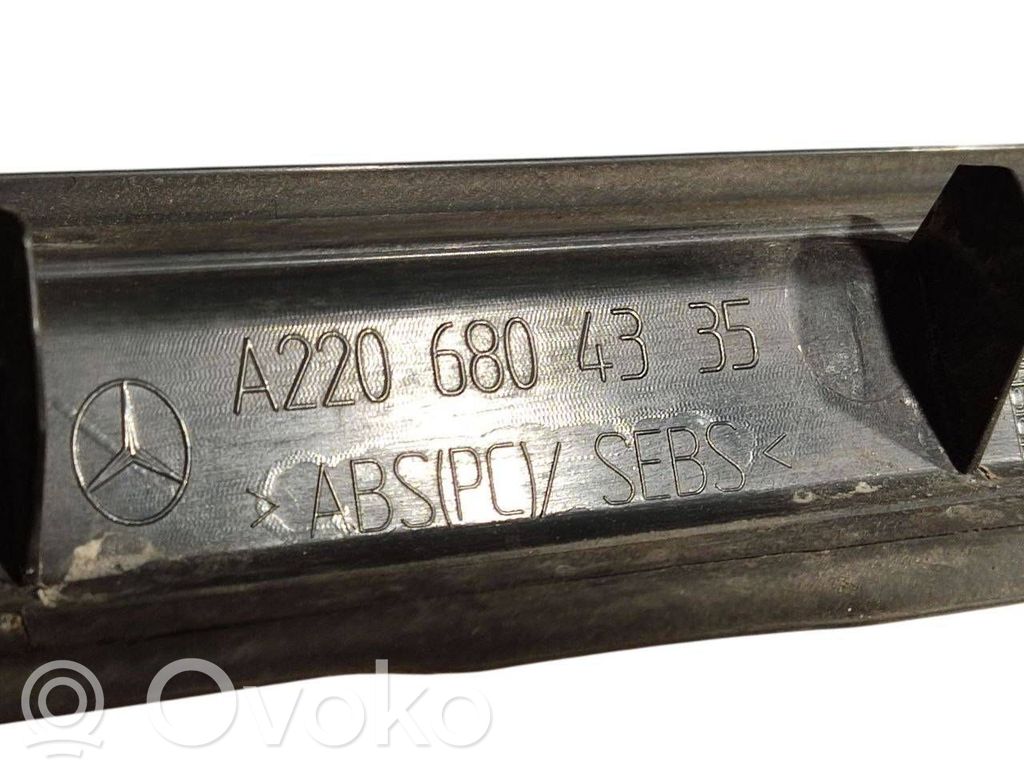 A220 680 43 35
>ABS(PC)/ SEBS<
Ovoko